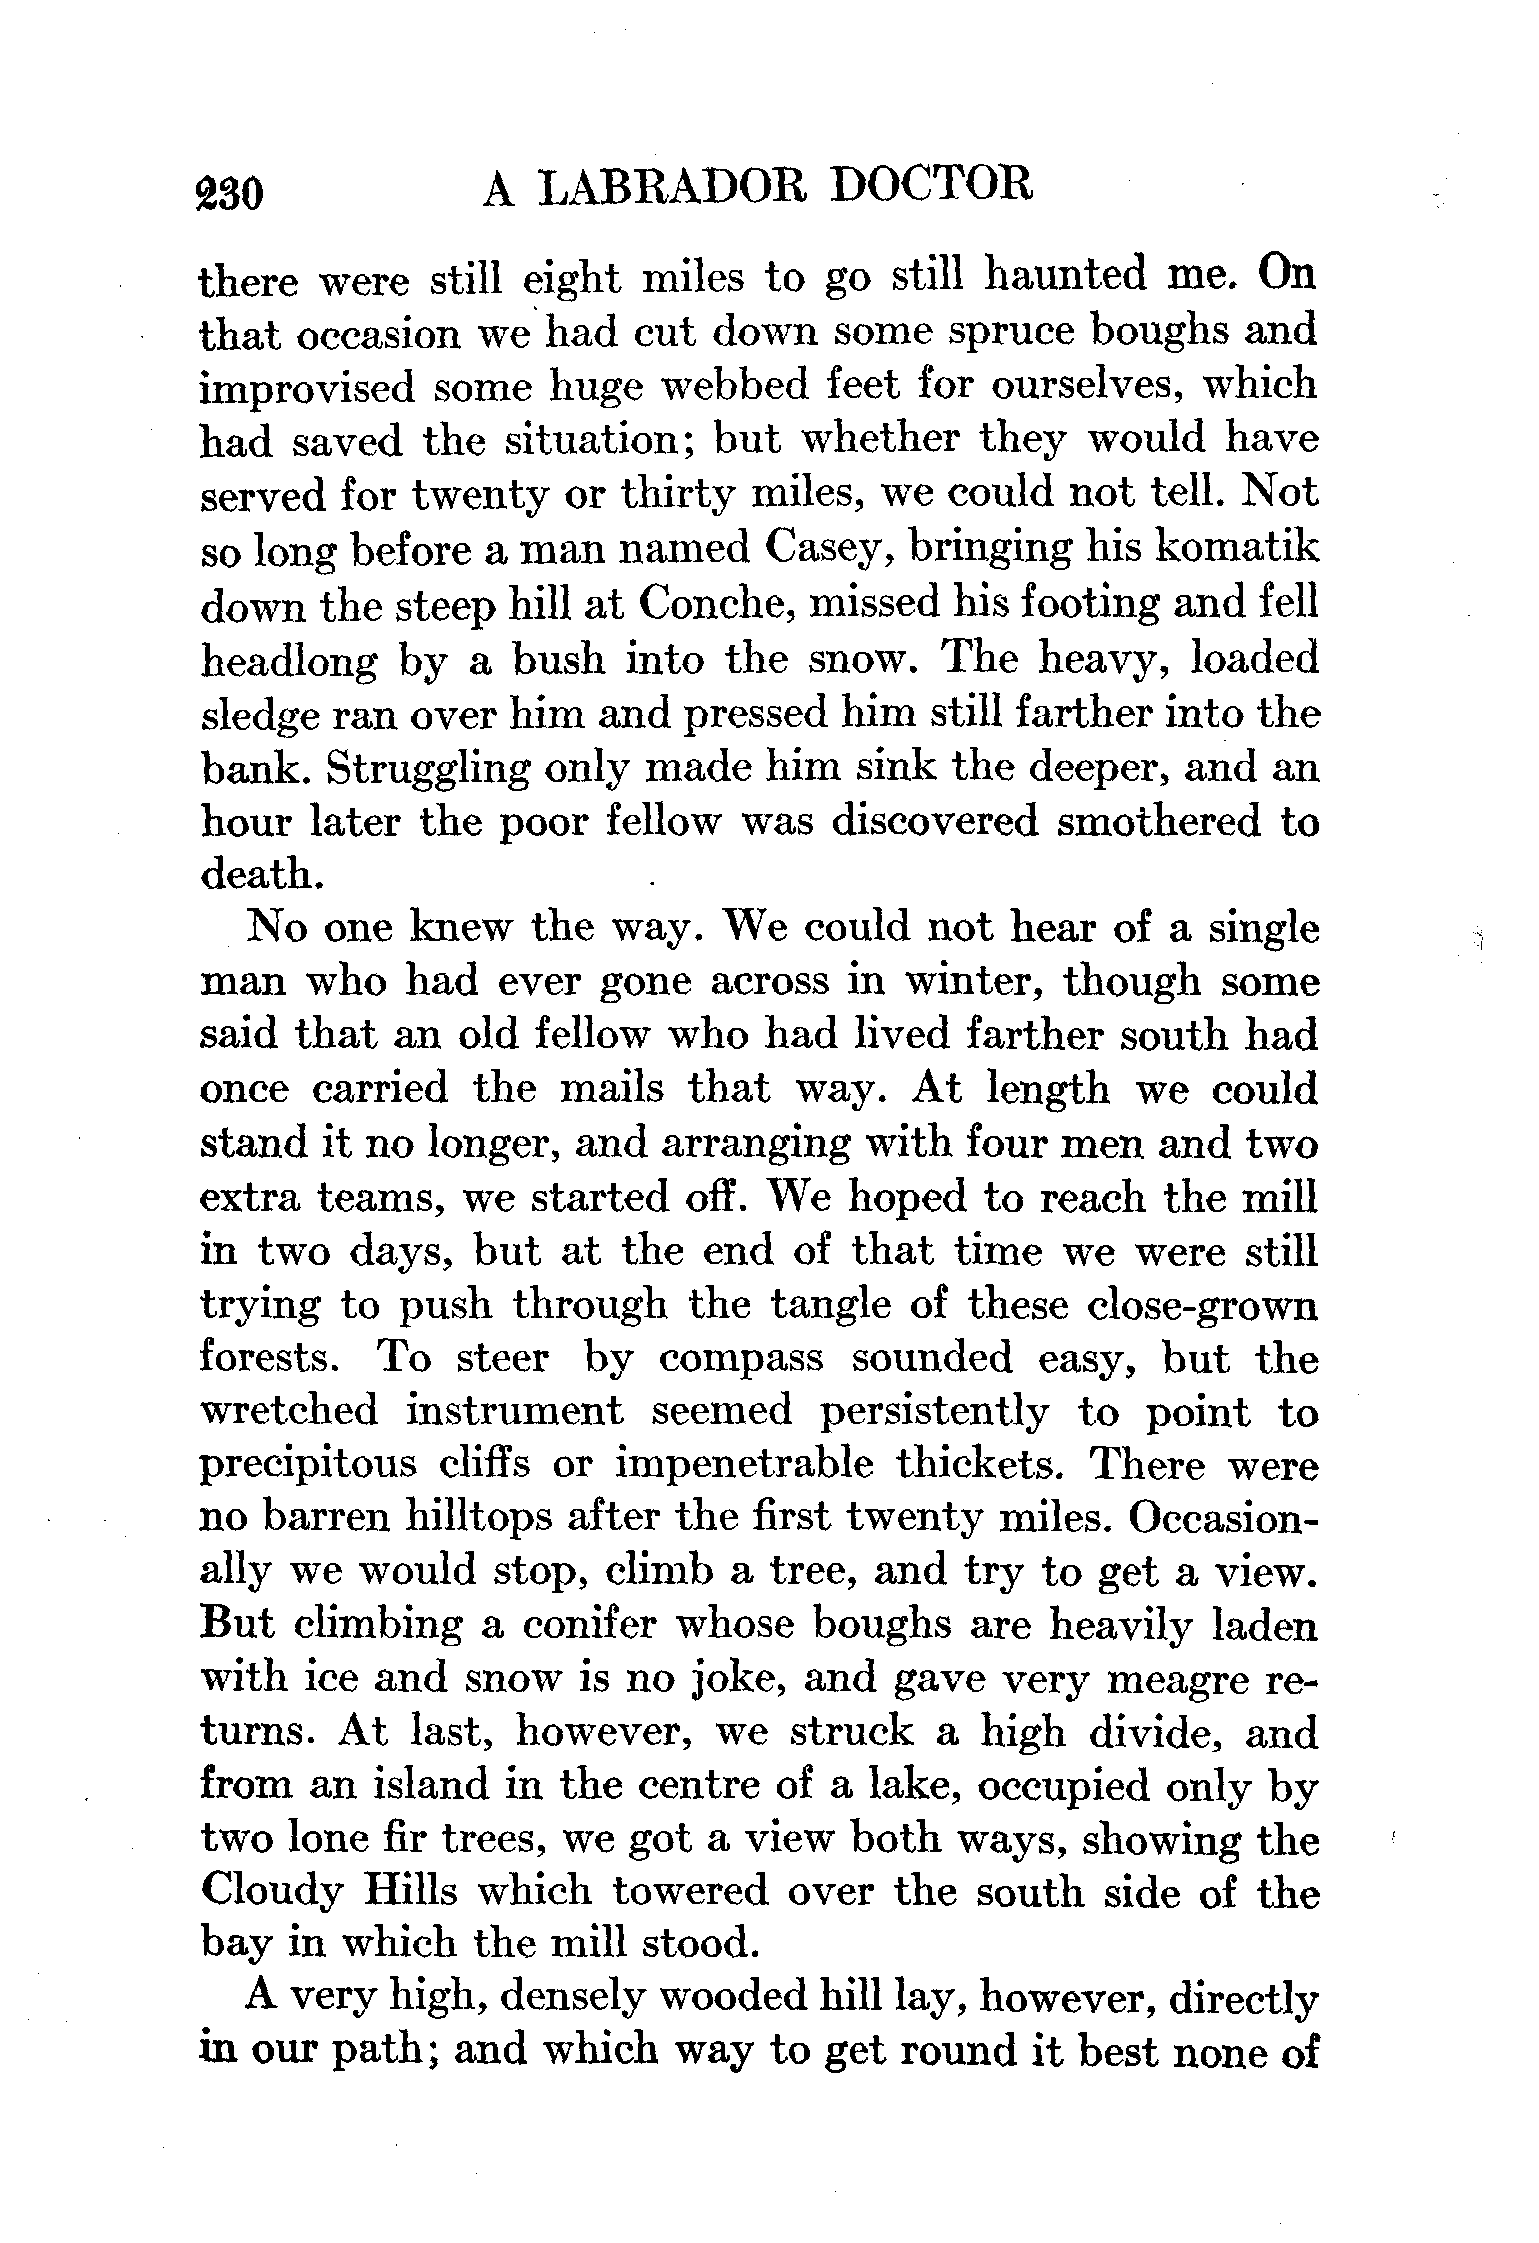 230 A LABRADOR DOCTOR
there were still eight miles to go still haunted me. On
that occasion we had cut down some spruce boughs and
improvised some huge webbed feet for ourselves, which
had saved the situation; but whether they would have
served for twenty or thirty miles, we could not tell. Not
so long before a man named Casey, bringing his komatik
down the steep hill at Conche, missed his footing and fell
headlong by a bush into the snow. The heavy, loaded
sledge ran over him and pressed him still farther into the
bank. Struggling only made him sink the deeper, and an
hour later the poor fellow was discovered smothered to
death.
No one knew the way. We could not hear of a single
man who had ever gone across in winter, though some
said that an old fellow who had lived farther south had
once carried the mails that way. At length we could
stand it no longer, and arranging with four men and two
extra teams, we started off. We hoped to reach the mill
in two days, but at the end of that time we were still
trying to push through the tangle of these close-grown
forests. To steer by compass sounded easy, but the
wretched instrument seemed persistently to point to
precipitous cliffs or impenetrable thickets. There were
no barren hilltops after the first twenty miles. Occasion-
ally we would stop, climb a tree, and try to get a view.
But climbing a conifer whose boughs are heavily laden
with ice and snow is no joke, and gave very meagre re-
turns. At last, however, we struck a high divide, and
from an island in the centre of a lake, occupied only by
two lone fir trees, we got a view both ways, showing the
Cloudy Hills which towered over the south side of the
bay in which the mill stood.
A very high, densely wooded hill lay, however, directly
in our path; and which way to get round it best none of